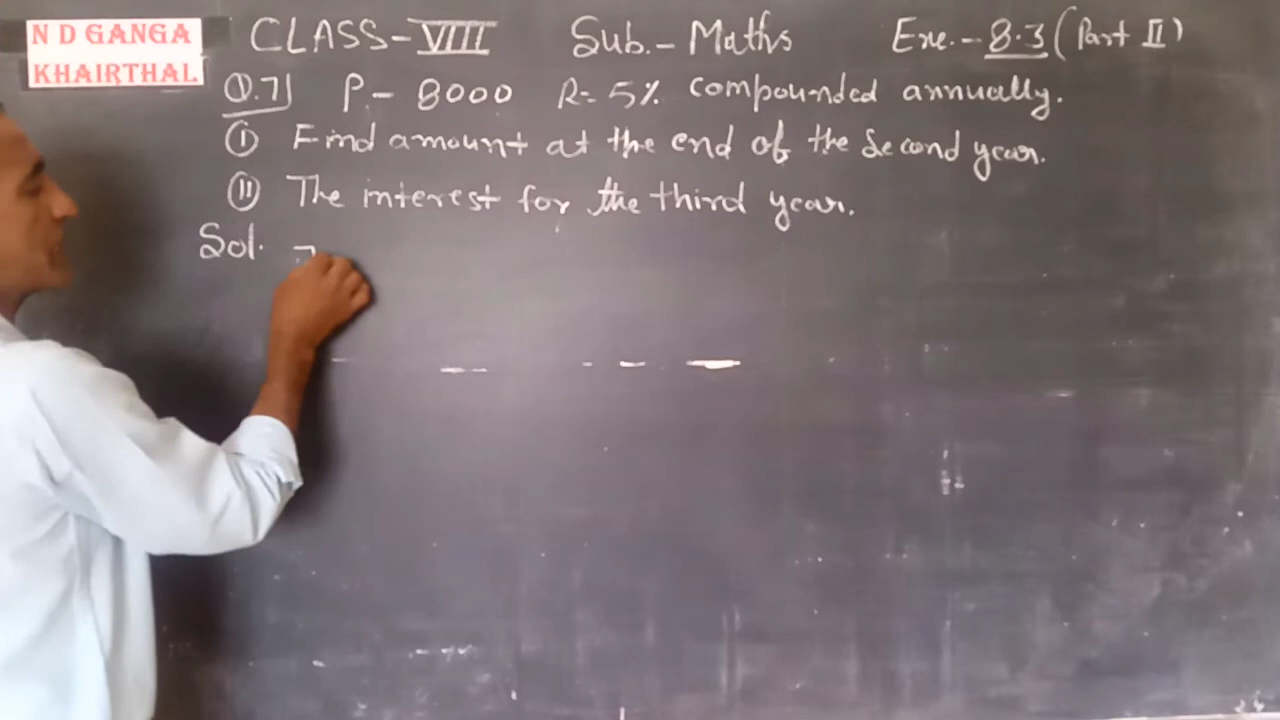 N D GANGA
KHAIRTHAL
CLASS-VIII Sub.- Maths Exe.- 8.3 (Part II)
Q.7) P- 8000 R= 5% compounded annually.
(I) Find amount at the end of the Second year.
(II) The interest for the third year.
Sol.